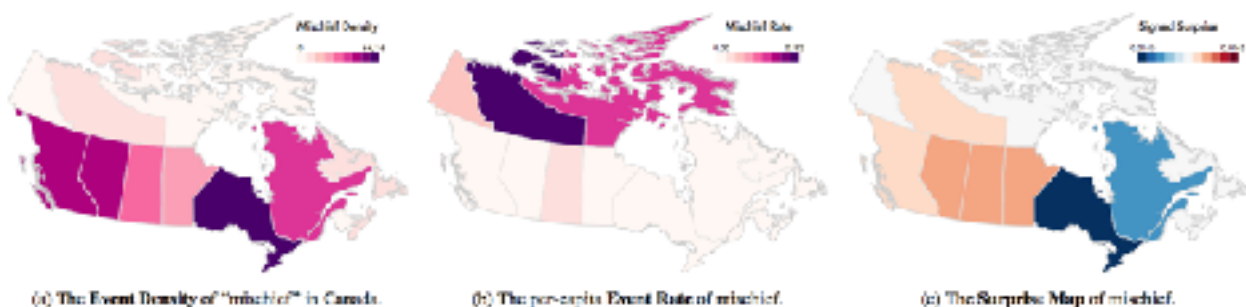 Mischief Density
0
Mischief Rate
Signed Surprise
(a) The Event Density of "mischief" in Canada.
(b) The per-capita Event Rate of mischief.
(c) The Surprise Map of mischief.